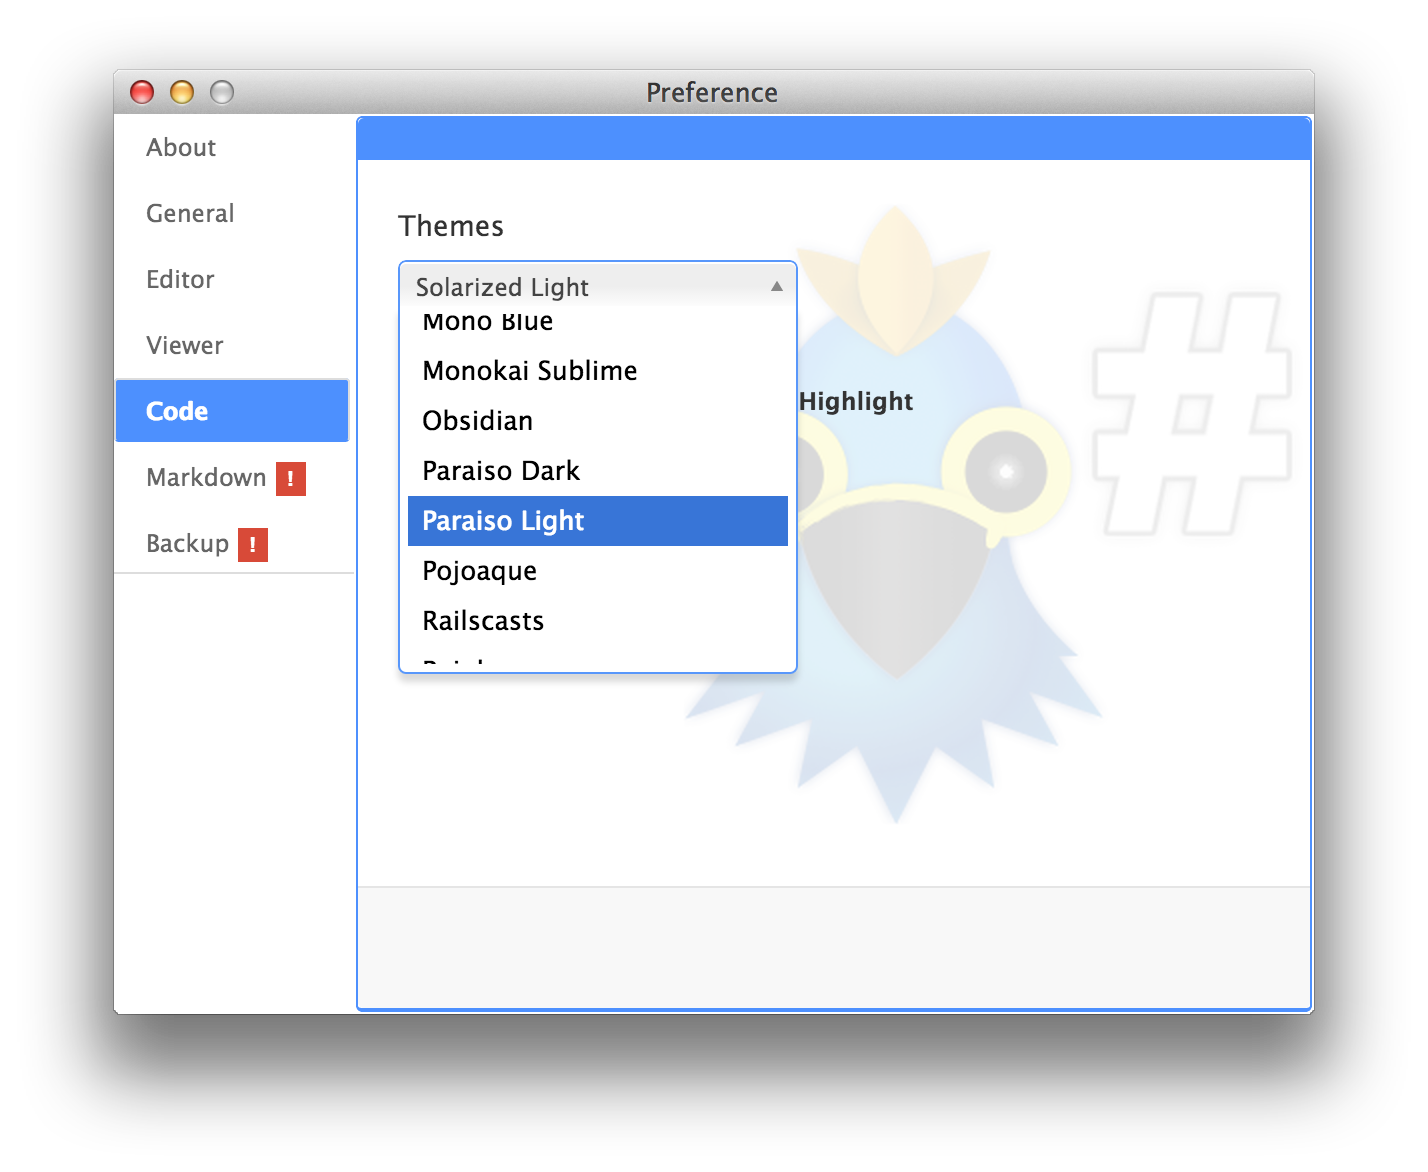 Preference
About
General
Editor
Viewer
Code
Markdown !
Backup !
Themes
Solarized Light
Mono Blue
Monokai Sublime
Obsidian
Paraiso Dark
Paraiso Light
Pojoaque
Railscasts
Highlight
#